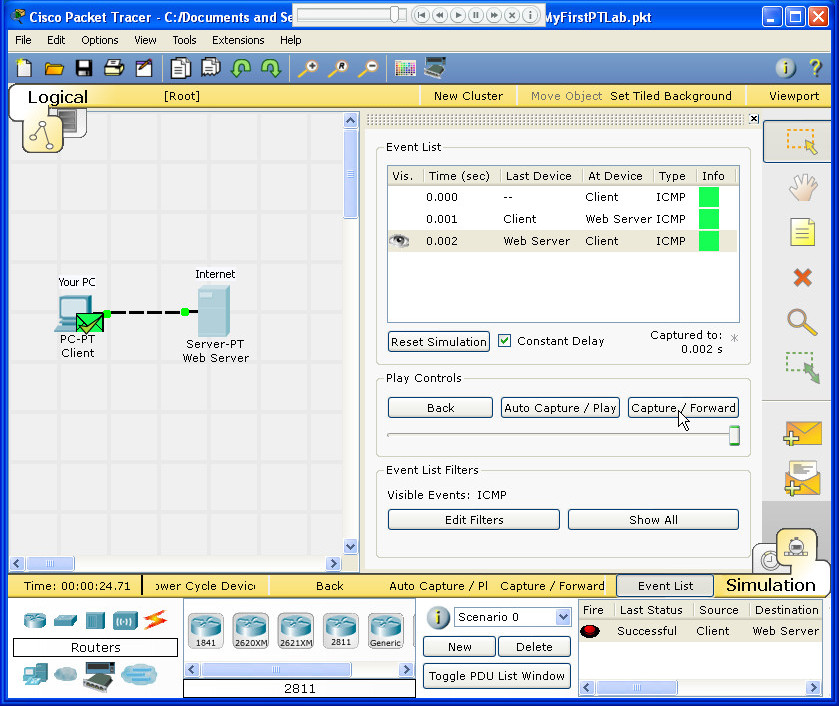 Cisco Packet Tracer - C:/Documents and Se
MyFirstPTLab.pkt
File Edit Options View Tools Extensions Help
Logical
[Root]
New Cluster
Move Object
Set Tiled Background
Viewport
Event List
Vis. Time (sec) Last Device At Device Type Info
0.000 -- Client ICMP
0.001 Client Web Server ICMP
0.002 Web Server Client ICMP
Reset Simulation
Constant Delay
Captured to:
0.002 s
*
Play Controls
Back
Auto Capture / Play
Capture / Forward
Event List Filters
Visible Events: ICMP
Edit Filters
Show All
Your PC
PC-PT
Client
Internet
Server-PT
Web Server
Time: 00:00:24.71
ower Cycle Device
Back
Auto Capture / Pl
Capture / Forward
Event List
Simulation
Routers
1841
2620XM
2621XM
2811
Generic
2811
Scenario 0
New
Delete
Toggle PDU List Window
Fire Last Status Source Destination
Successful Client Web Server